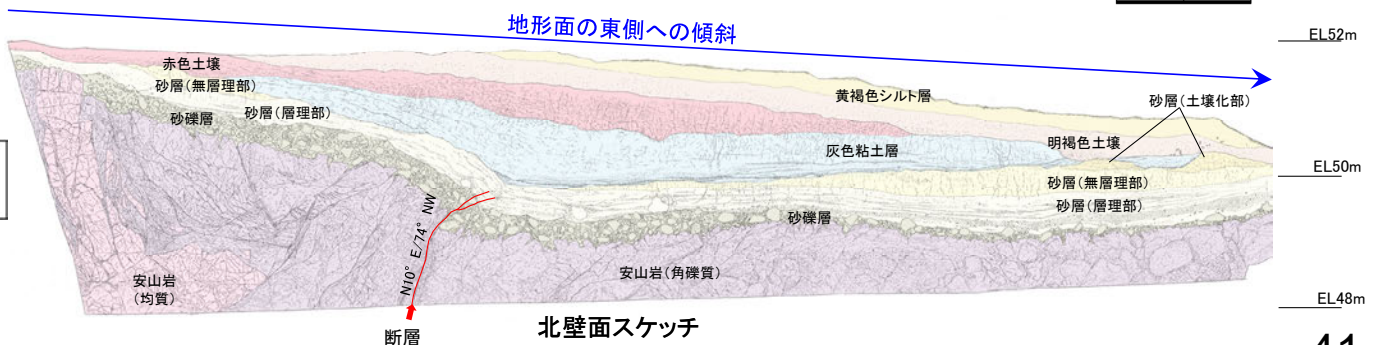 地形面の東側への傾斜
EL52m
赤色土壌
砂層(無層理部)
砂層(層理部)
砂礫層
黄褐色シルト層
砂層(土壌化部)
明褐色土壌
灰色粘土層
EL50m
砂層(無層理部)
砂層(層理部)
砂礫層
N10° E/74° NW
安山岩(角礫質)
安山岩
(均質)
EL48m
断層
北壁面スケッチ